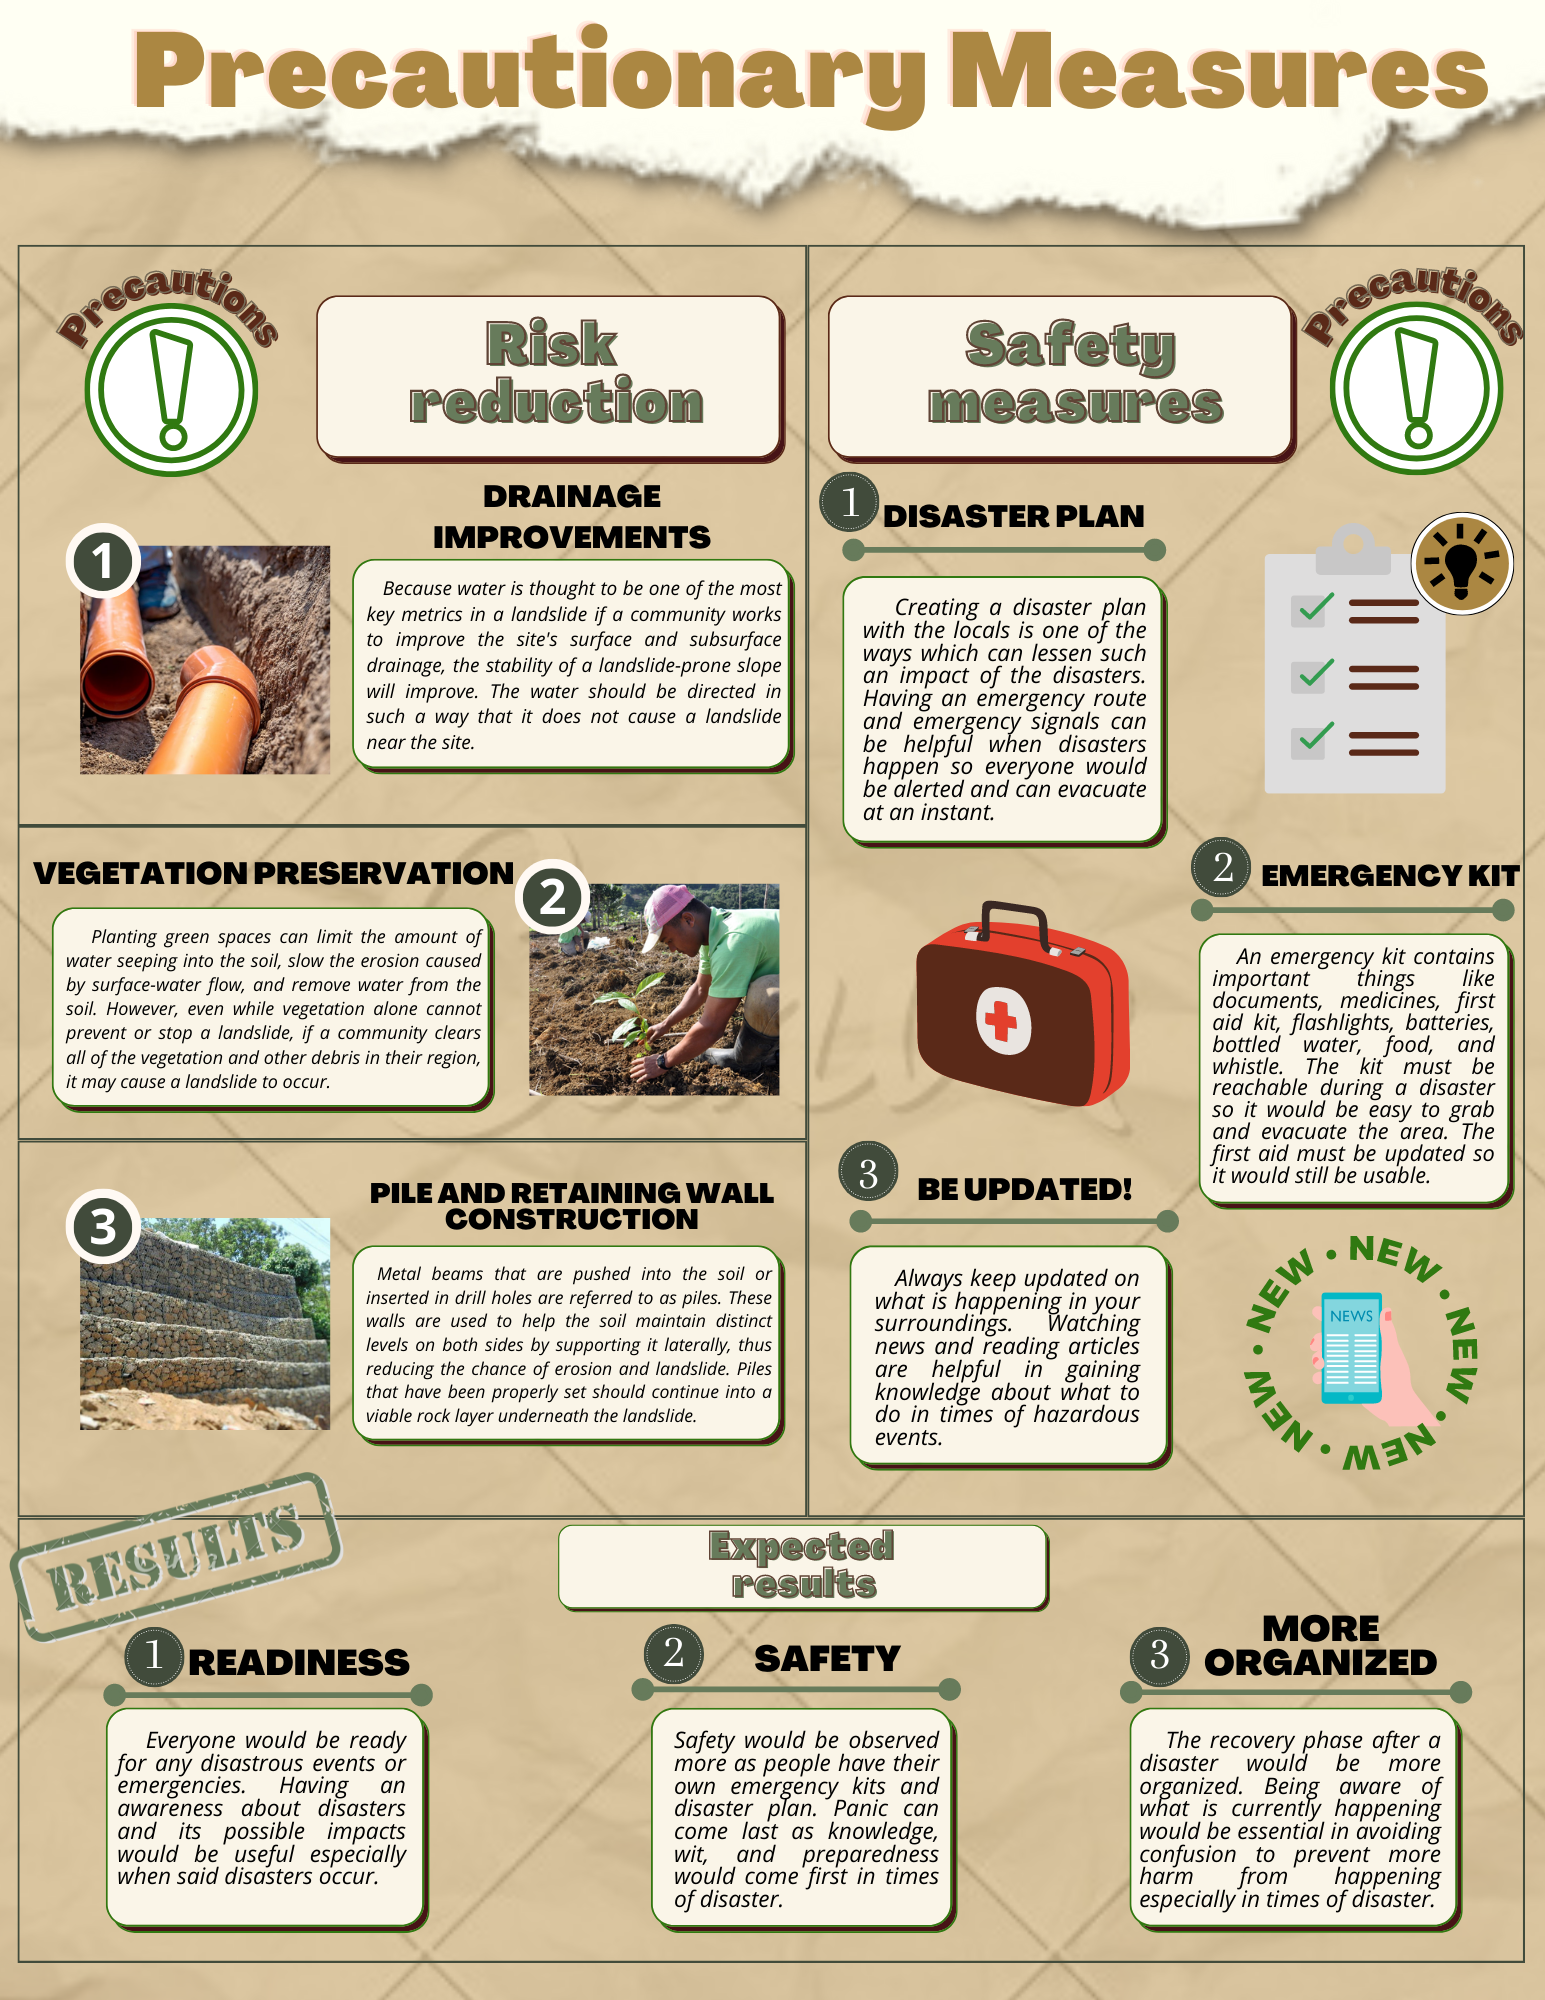 Precautionary Measures
Precautions
Risk
reduction
DRAINAGE
IMPROVEMENTS
1
Because water is thought to be one of the most
key metrics in a landslide if a community works
to improve the site's surface and subsurface
drainage, the stability of a landslide-prone slope
will improve. The water should be directed in
such a way that it does not cause a landslide
near the site.
VEGETATION PRESERVATION
2
Planting green spaces can limit the amount of
water seeping into the soil, slow the erosion caused
by surface-water flow, and remove water from the
soil. However, even while vegetation alone cannot
prevent or stop a landslide, if a community clears
all of the vegetation and other debris in their region,
it may cause a landslide to occur.
3
PILE AND RETAINING WALL
CONSTRUCTION
Metal beams that are pushed into the soil or
inserted in drill holes are referred to as piles. These
walls are used to help the soil maintain distinct
levels on both sides by supporting it laterally, thus
reducing the chance of erosion and landslide. Piles
that have been properly set should continue into a
viable rock layer underneath the landslide.
Safety
measures
Precautions
1
DISASTER PLAN
Creating a disaster plan
with the locals is one of the
ways which can lessen such
an impact of the disasters.
Having an emergency route
and emergency signals can
be helpful when disasters
happen so everyone would
be alerted and can evacuate
at an instant.
2
EMERGENCY KIT
An emergency kit contains
important things like
documents, medicines, first
aid kit, flashlights, batteries,
bottled water, food, and
whistle. The kit must be
reachable during a disaster
so it would be easy to grab
and evacuate the area. The
first aid must be updated so
it would still be usable.
3
BE UPDATED!
Always keep updated on
what is happening in your
surroundings. Watching
news and reading articles
are helpful in gaining
knowledge about what to
do in times of hazardous
events.
NEW • NEW • NEW • NEW • NEW • NEW •
NEWS
RESULTS
Expected
results
1
READINESS
Everyone would be ready
for any disastrous events or
emergencies. Having an
awareness about disasters
and its possible impacts
would be useful especially
when said disasters occur.
2
SAFETY
Safety would be observed
more as people have their
own emergency kits and
disaster plan. Panic can
come last as knowledge,
wit, and preparedness
would come first in times
of disaster.
3
MORE
ORGANIZED
The recovery phase after a
disaster would be more
organized. Being aware of
what is currently happening
would be essential in avoiding
confusion to prevent more
harm from happening
especially in times of disaster.